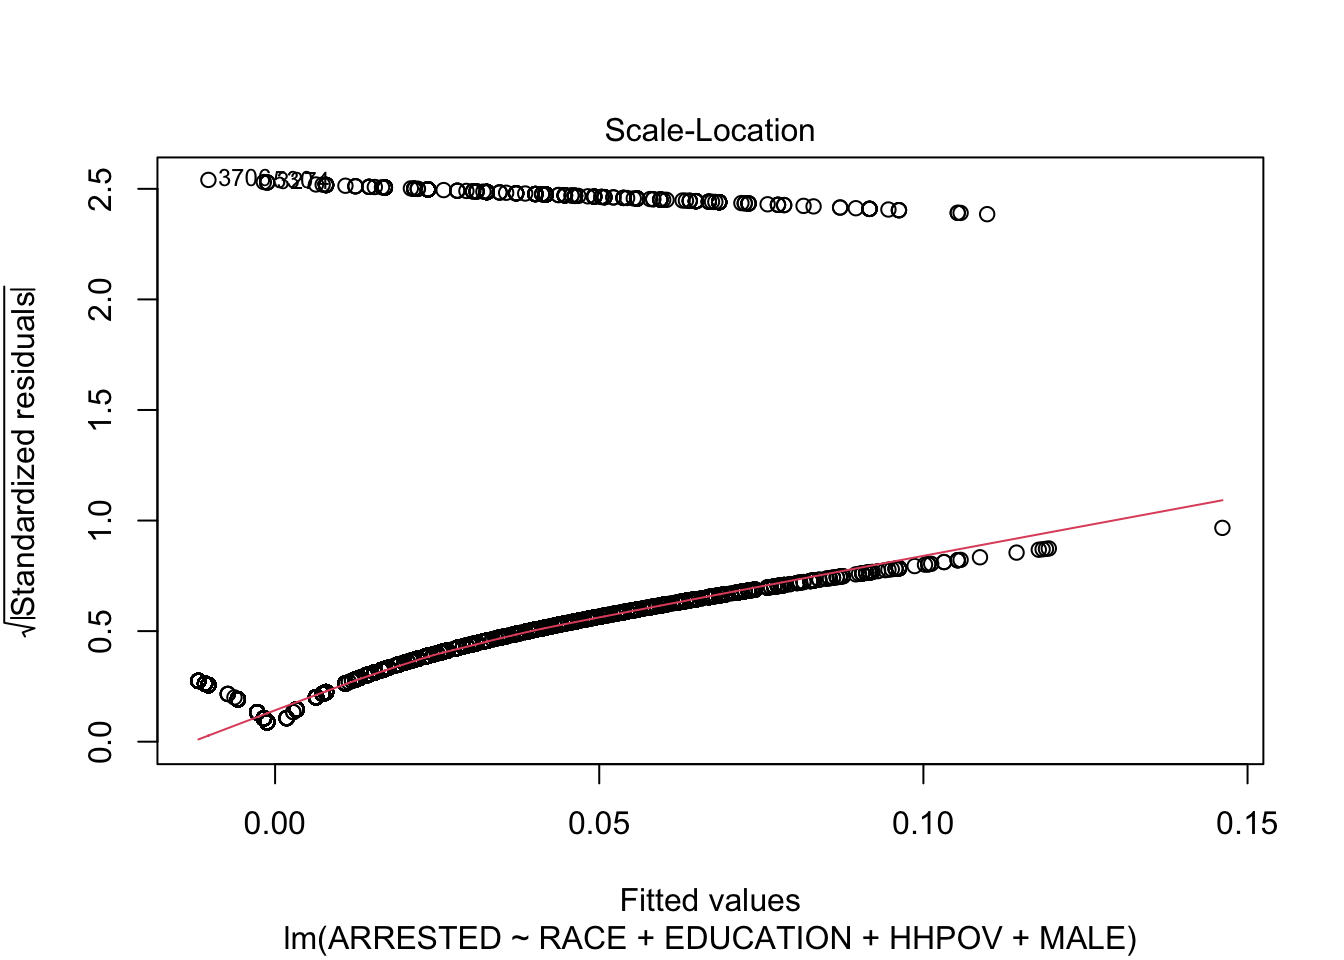 Scale-Location
√|Standardized residuals|
2.5
2.0
1.5
1.0
0.5
0.0
0.00 0.05 0.10 0.15
Fitted values
lm(ARRESTED ~ RACE + EDUCATION + HHPOV + MALE)